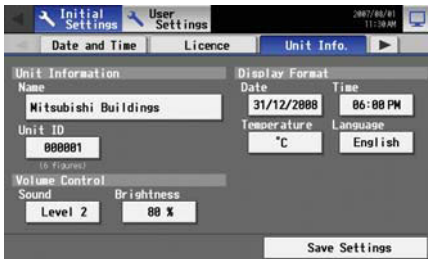 Initial Settings
User Settings
2007/08/01
11:30 AM
Date and Time
Licence
Unit Info.
Unit Information
Name
Mitsubishi Buildings
Unit ID
000001
(6 figures)
Volume Control
Sound
Brightness
Level 2
80 %
Display Format
Date
Time
31/12/2008
06:00 PM
Temperature
Language
°C
English
Save Settings